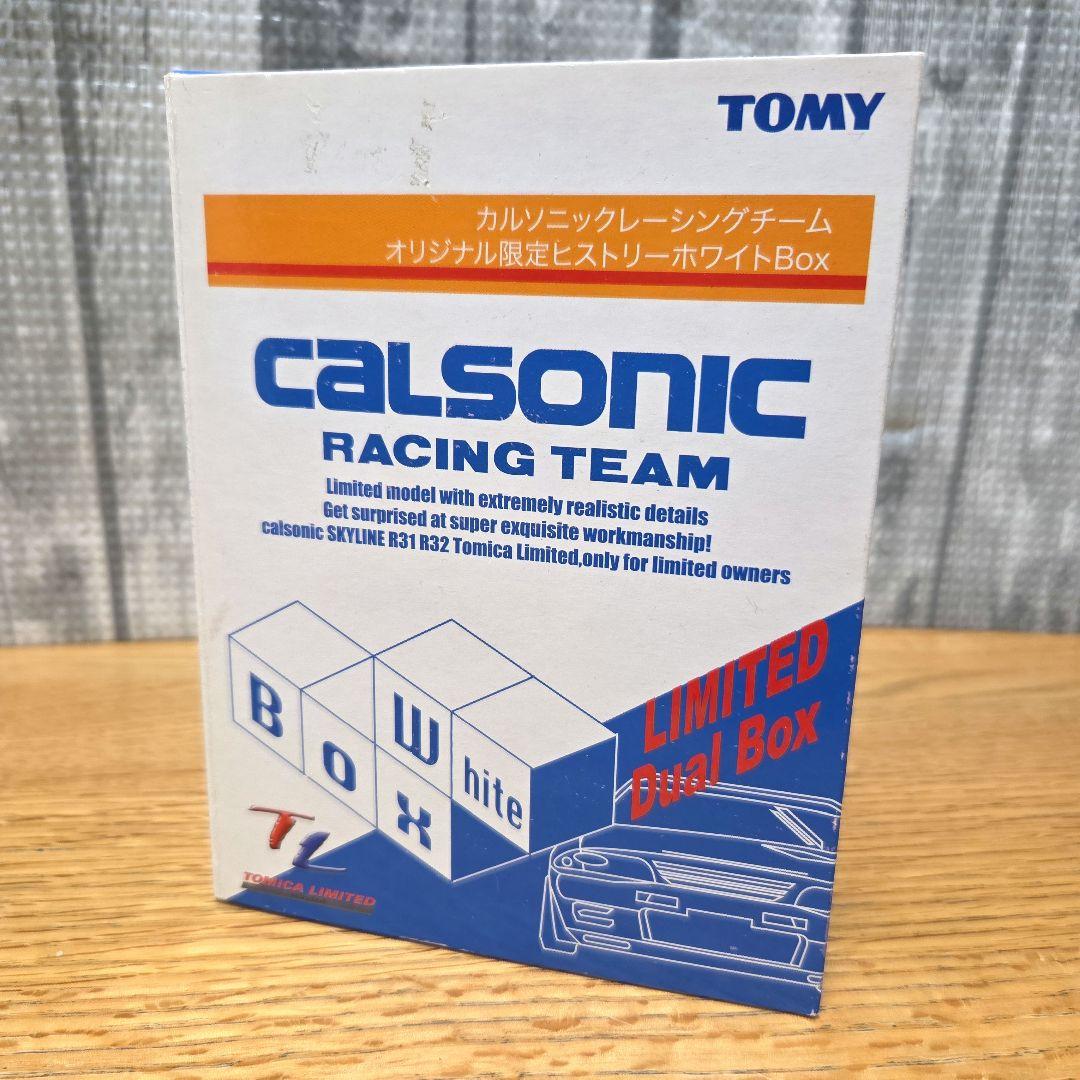 TOMY
カルソニックレーシングチーム
オリジナル限定ヒストリーホワイトBox
calsonic
RACING TEAM
Limited model with extremely realistic details
Get surprised at super exquisite workmanship!
calsonic SKYLINE R31 R32 Tomica Limited,only for limited owners
LIMITED
Dual Box
White
Box
TL
TOMICA LIMITED